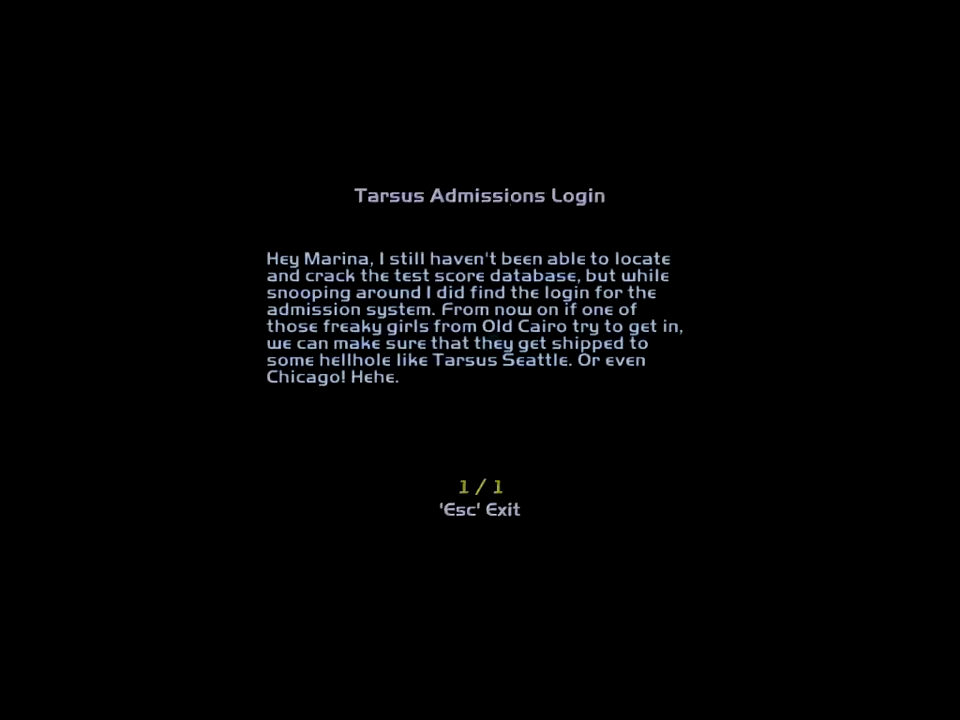 Tarsus Admissions Login
Hey Marina, I still haven't been able to locate
and crack the test score database, but while
snooping around I did find the login for the
admission system. From now on if one of
those freaky girls from Old Cairo try to get in,
we can make sure that they get shipped to
some hellhole like Tarsus Seattle. Or even
Chicago! Hehe.
1 / 1
'Esc' Exit